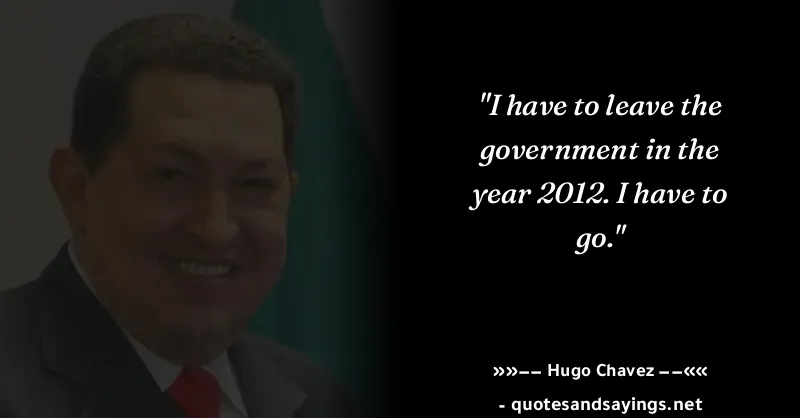 "I have to leave the
government in the
year 2012. I have to
go."
»»−− Hugo Chavez −−««
- quotesandsayings.net